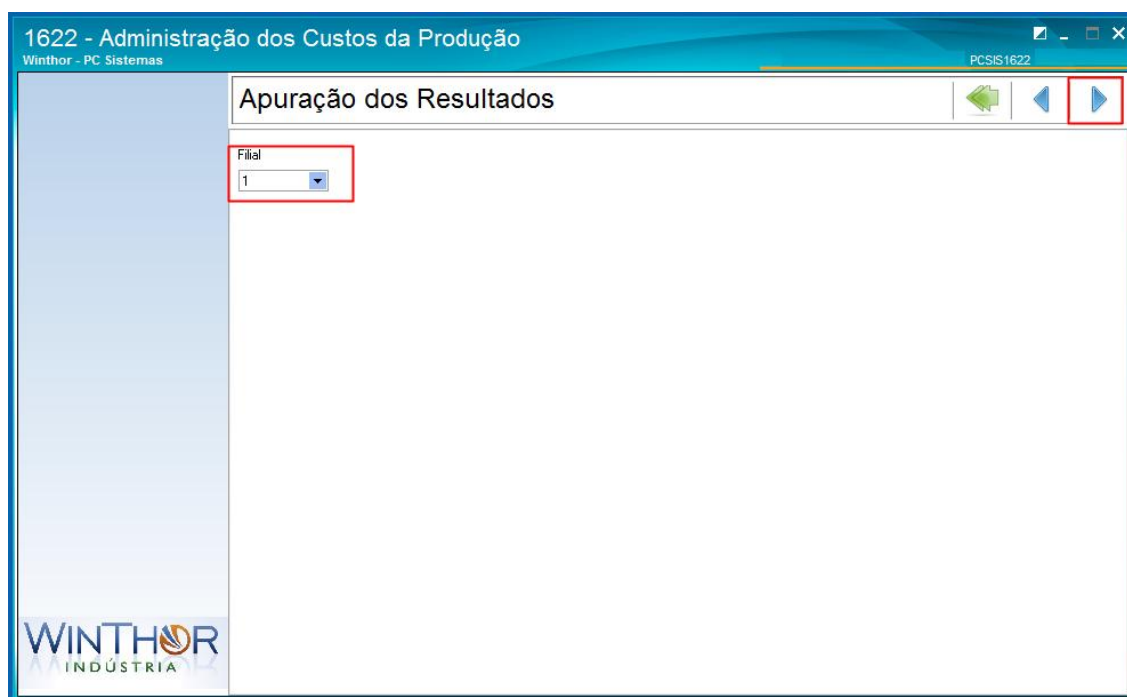 1622 - Administração dos Custos da Produção
Winthor - PC Sistemas
PCSIS1622
Apuração dos Resultados
Filial
1
WINTHOR
INDÚSTRIA